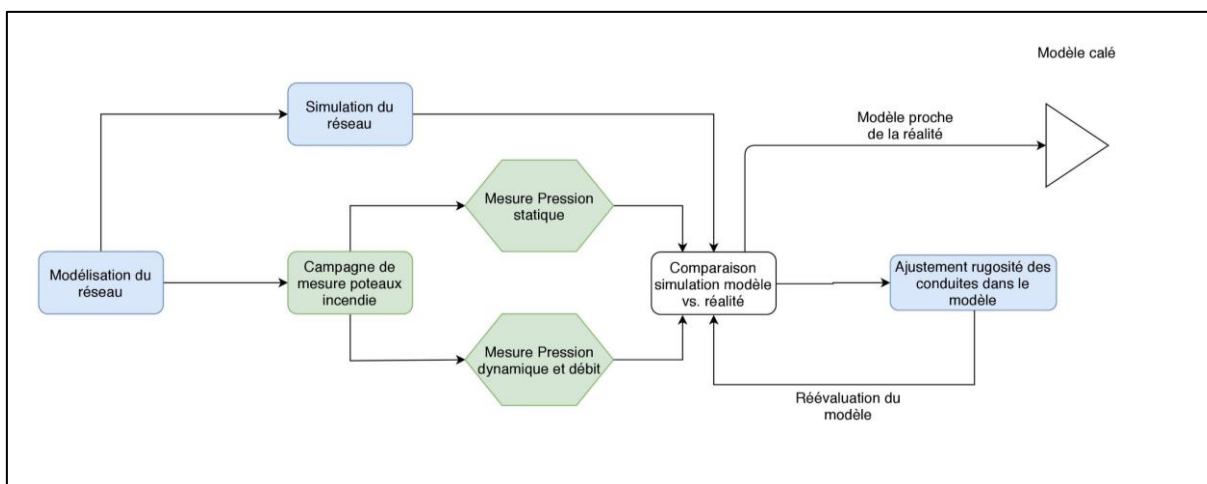 Modèle calé
Simulation du
réseau
Modèle proche
de la réalité
Mesure Pression
statique
Modélisation du
réseau
Campagne de
mesure poteaux
incendie
Comparaison
simulation modèle
vs. réalité
Ajustement rugosité des
conduites dans le
modèle
Mesure Pression
dynamique et débit
Réévaluation du
modèle